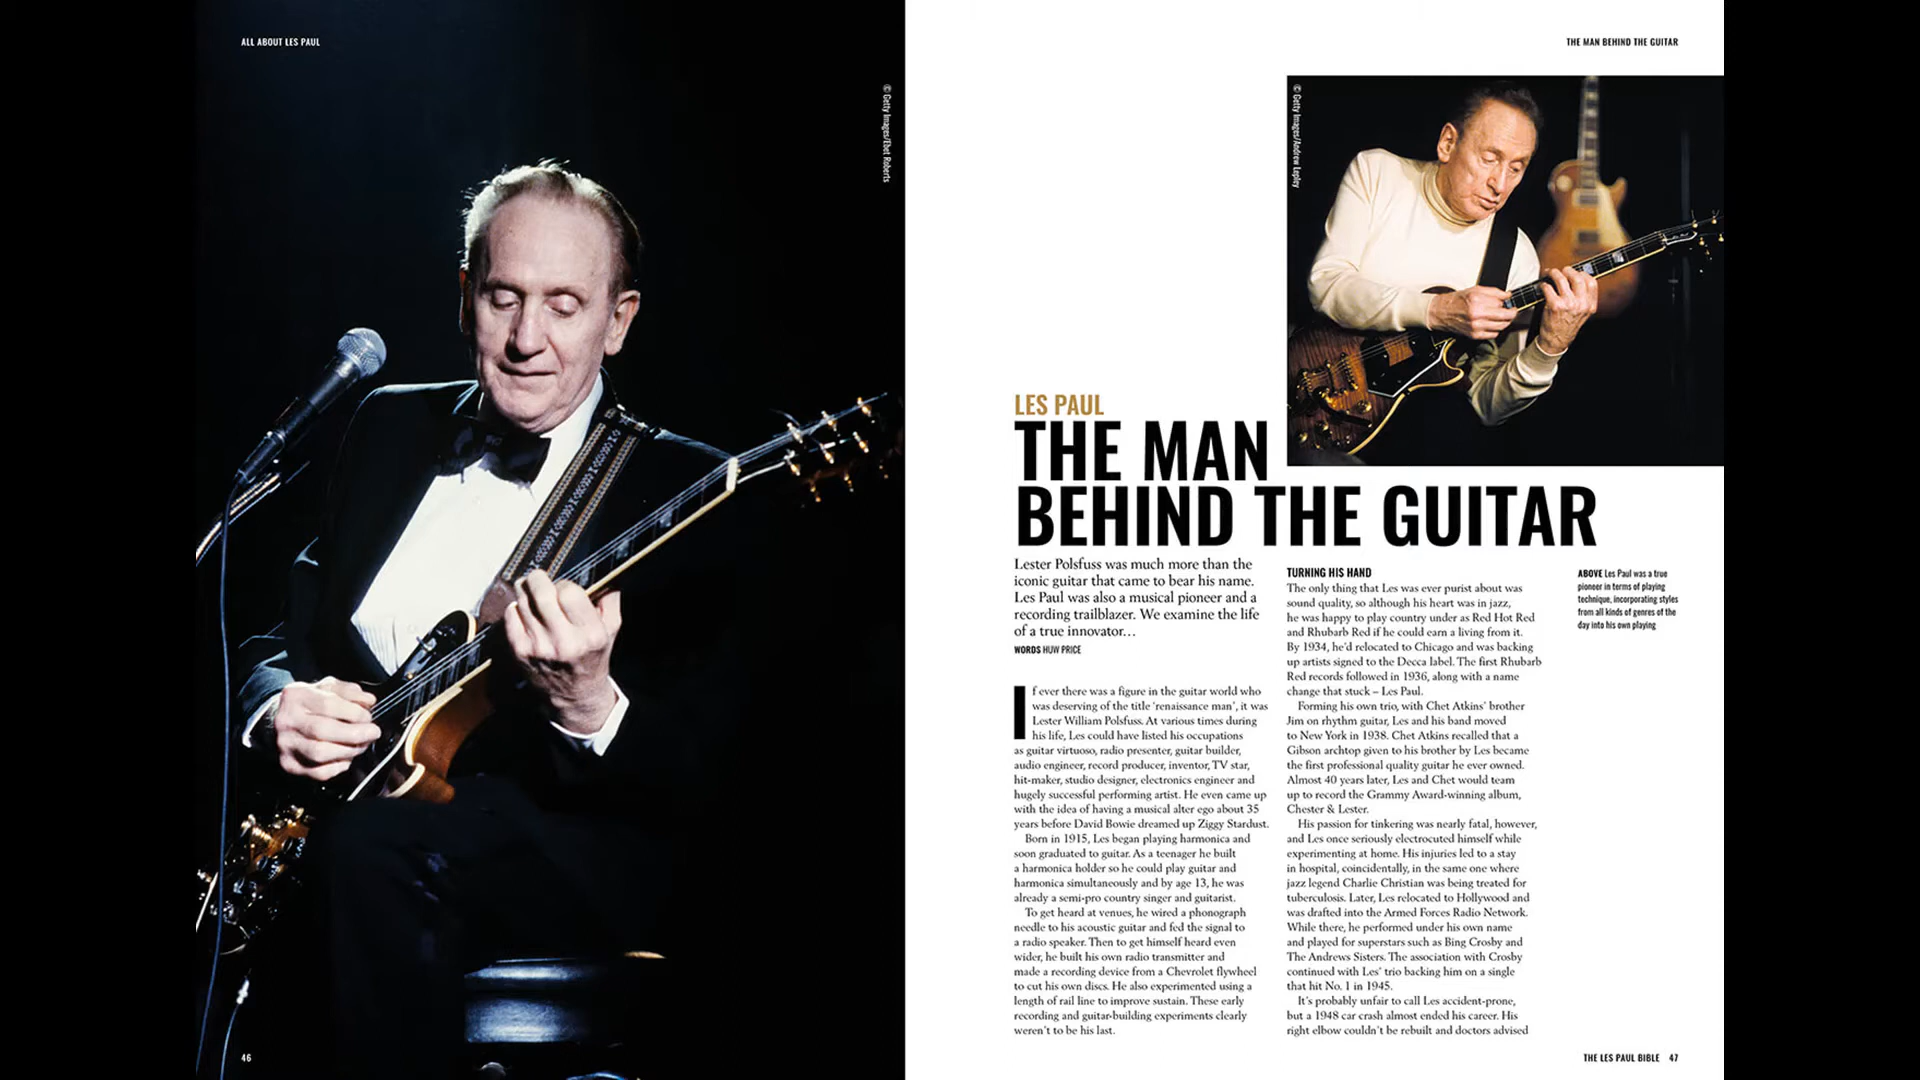 ALL ABOUT LES PAUL
© Getty Images/Ebet Roberts
46
THE MAN BEHIND THE GUITAR
© Getty Images/Andrew Lepley
LES PAUL
THE MAN
BEHIND THE GUITAR
Lester Polsfuss was much more than the
iconic guitar that came to bear his name.
Les Paul was also a musical pioneer and a
recording trailblazer. We examine the life
of a true innovator…
WORDS HUW PRICE
If ever there was a figure in the guitar world who
was deserving of the title ‘renaissance man’, it was
Lester William Polsfuss. At various times during
his life, Les could have listed his occupations
as guitar virtuoso, radio presenter, guitar builder,
audio engineer, record producer, inventor, TV star,
hit-maker, studio designer, electronics engineer and
hugely successful performing artist. He even came up
with the idea of having a musical alter ego about 35
years before David Bowie dreamed up Ziggy Stardust.
Born in 1915, Les began playing harmonica and
soon graduated to guitar. As a teenager he built
a harmonica holder so he could play guitar and
harmonica simultaneously and by age 13, he was
already a semi-pro country singer and guitarist.
To get heard at venues, he wired a phonograph
needle to his acoustic guitar and fed the signal to
a radio speaker. Then to get himself heard even
wider, he built his own radio transmitter and
made a recording device from a Chevrolet flywheel
to cut his own discs. He also experimented using a
length of rail line to improve sustain. These early
recording and guitar-building experiments clearly
weren’t to be his last.
TURNING HIS HAND
The only thing that Les was ever purist about was
sound quality, so although his heart was in jazz,
he was happy to play country under as Red Hot Red
and Rhubarb Red if he could earn a living from it.
By 1934, he’d relocated to Chicago and was backing
up artists signed to the Decca label. The first Rhubarb
Red records followed in 1936, along with a name
change that stuck – Les Paul.
Forming his own trio, with Chet Atkins’ brother
Jim on rhythm guitar, Les and his band moved
to New York in 1938. Chet Atkins recalled that a
Gibson archtop given to his brother by Les became
the first professional quality guitar he ever owned.
Almost 40 years later, Les and Chet would team
up to record the Grammy Award-winning album,
Chester & Lester.
His passion for tinkering was nearly fatal, however,
and Les once seriously electrocuted himself while
experimenting at home. His injuries led to a stay
in hospital, coincidentally, in the same one where
jazz legend Charlie Christian was being treated for
tuberculosis. Later, Les relocated to Hollywood and
was drafted into the Armed Forces Radio Network.
While there, he performed under his own name
and played for superstars such as Bing Crosby and
The Andrews Sisters. The association with Crosby
continued with Les’ trio backing him on a single
that hit No. 1 in 1945.
It’s probably unfair to call Les accident-prone,
but a 1948 car crash almost ended his career. His
right elbow couldn’t be rebuilt and doctors advised
ABOVE Les Paul was a true
pioneer in terms of playing
technique, incorporating styles
from all kinds of genres of the
day into his own playing
THE LES PAUL BIBLE 47